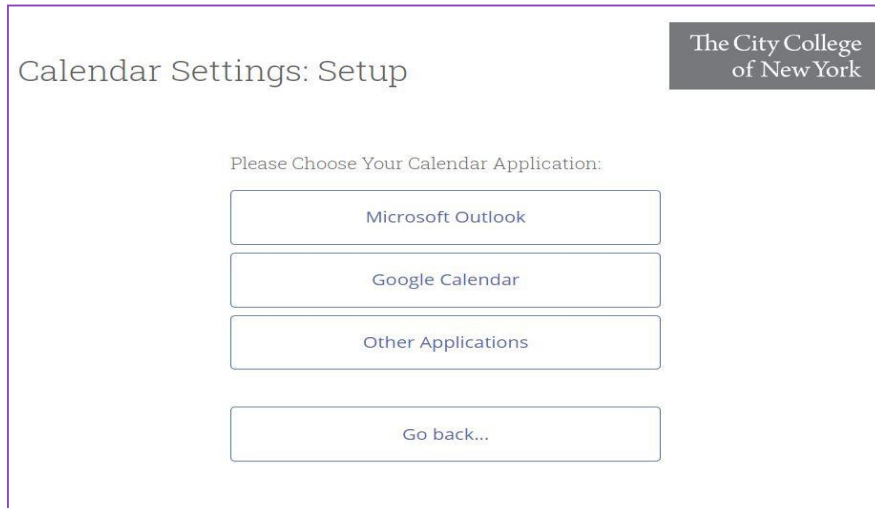 The City College
of New York
Calendar Settings: Setup
Please Choose Your Calendar Application:
Microsoft Outlook
Google Calendar
Other Applications
Go back...